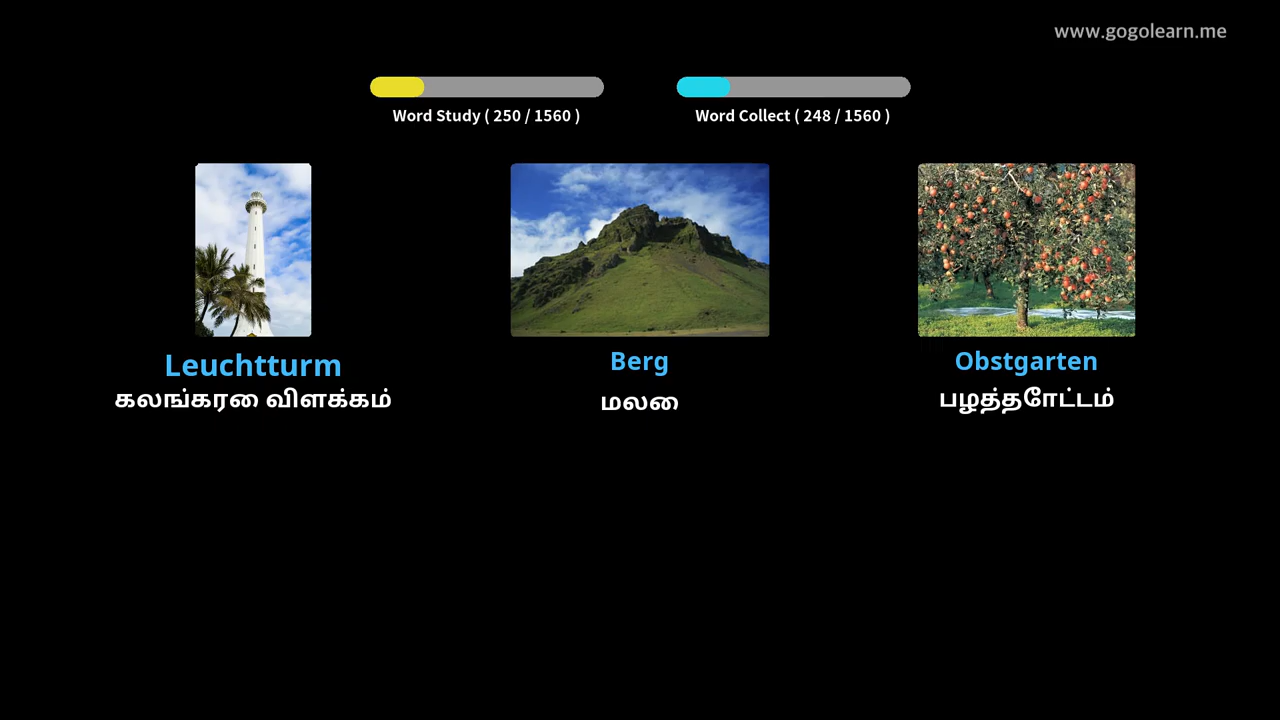 www.gogolearn.me
Word Study ( 250 / 1560 )
Word Collect ( 248 / 1560 )
Leuchtturm
Berg
Obstgarten
கலங்கரை விளக்கம்
மலை
பழத்தோட்டம்